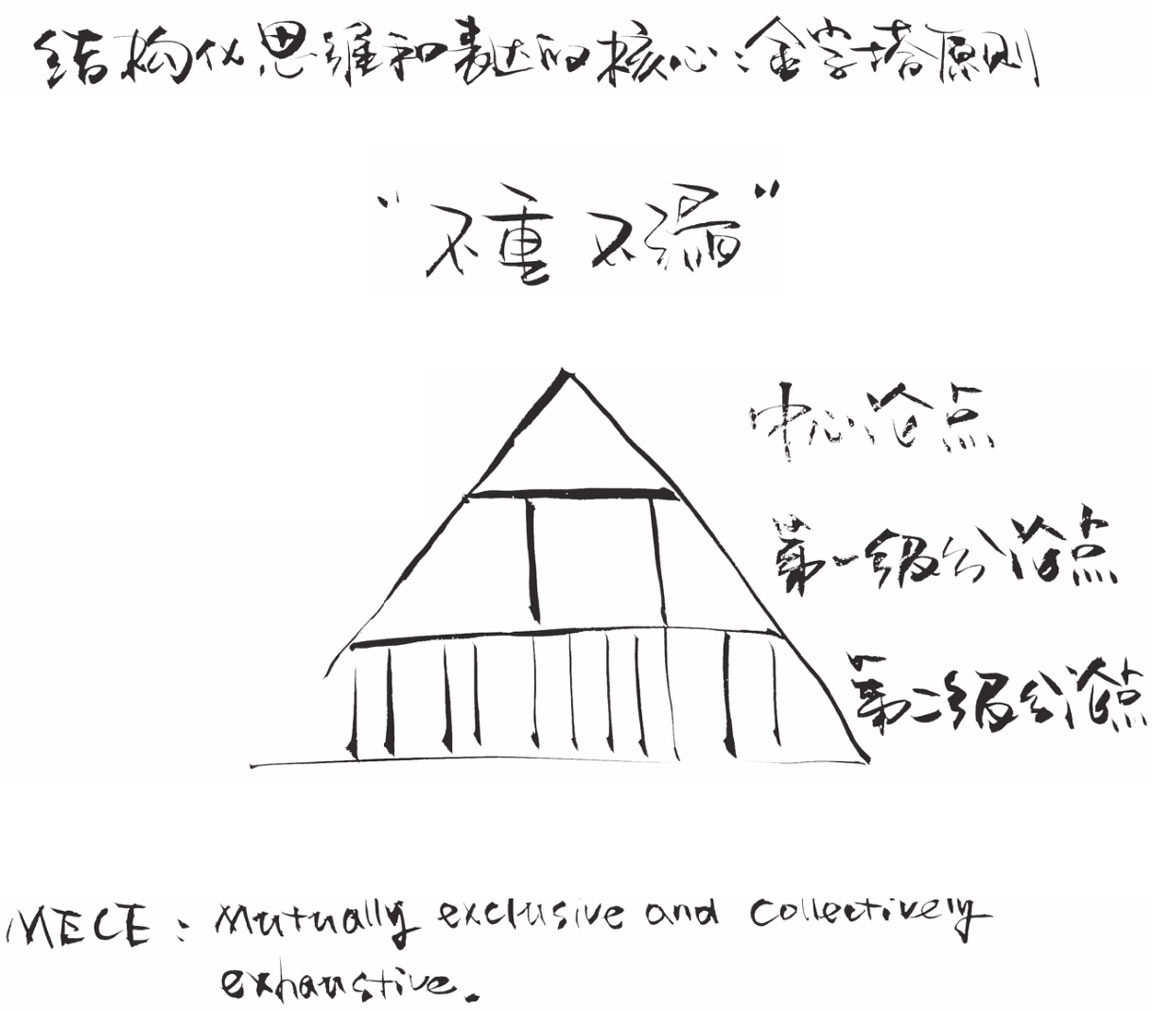 结构化思维和表达的核心:金字塔原则
“不重不漏”
中心论点
第一级分论点
第二级分论点
MECE: Mutually exclusive and collectively
exhaustive.